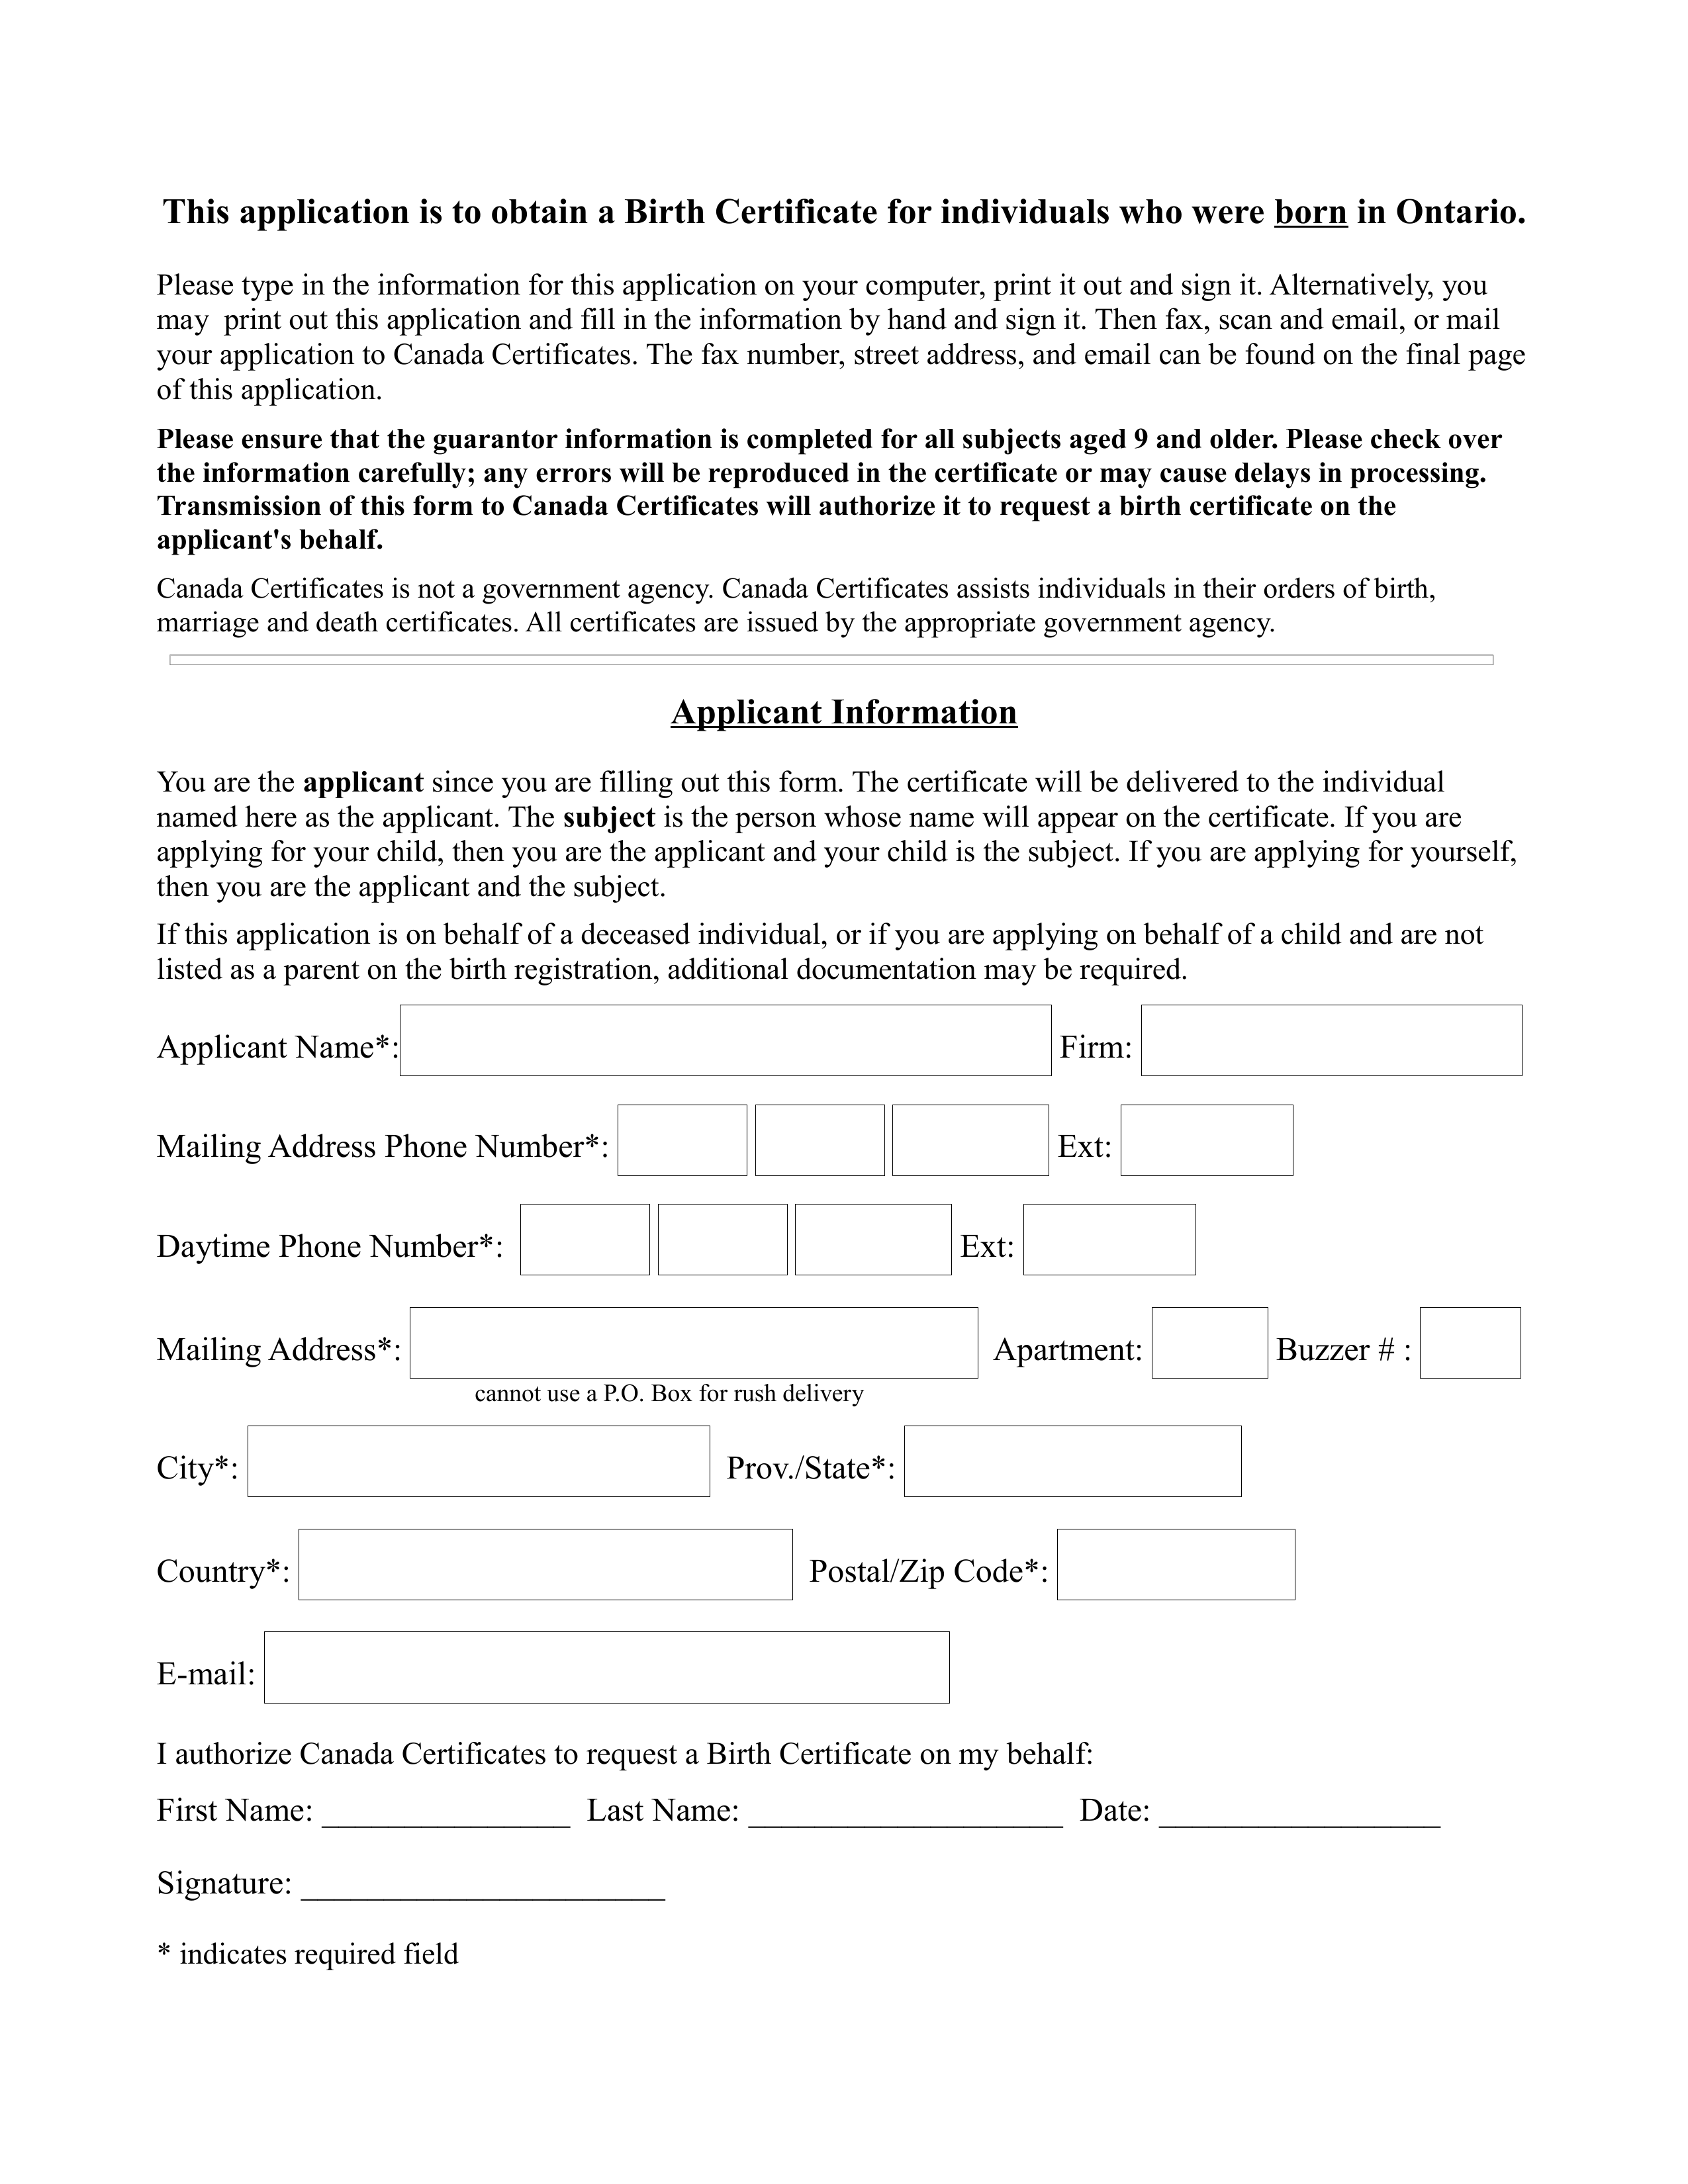 This application is to obtain a Birth Certificate for individuals who were born in Ontario.
Please type in the information for this application on your computer, print it out and sign it. Alternatively, you
may  print out this application and fill in the information by hand and sign it. Then fax, scan and email, or mail
your application to Canada Certificates. The fax number, street address, and email can be found on the final page
of this application.
Please ensure that the guarantor information is completed for all subjects aged 9 and older. Please check over
the information carefully; any errors will be reproduced in the certificate or may cause delays in processing.
Transmission of this form to Canada Certificates will authorize it to request a birth certificate on the
applicant's behalf.
Canada Certificates is not a government agency. Canada Certificates assists individuals in their orders of birth,
marriage and death certificates. All certificates are issued by the appropriate government agency.
Applicant Information
You are the applicant since you are filling out this form. The certificate will be delivered to the individual
named here as the applicant. The subject is the person whose name will appear on the certificate. If you are
applying for your child, then you are the applicant and your child is the subject. If you are applying for yourself,
then you are the applicant and the subject.
If this application is on behalf of a deceased individual, or if you are applying on behalf of a child and are not
listed as a parent on the birth registration, additional documentation may be required.
Applicant Name*: Firm:
Mailing Address Phone Number*: Ext:
Daytime Phone Number*: Ext:
Mailing Address*: Apartment: Buzzer # :
cannot use a P.O. Box for rush delivery
City*: Prov./State*:
Country*: Postal/Zip Code*:
E-mail:
I authorize Canada Certificates to request a Birth Certificate on my behalf:
First Name: _______________ Last Name: ___________________ Date: _________________
Signature: ______________________
* indicates required field